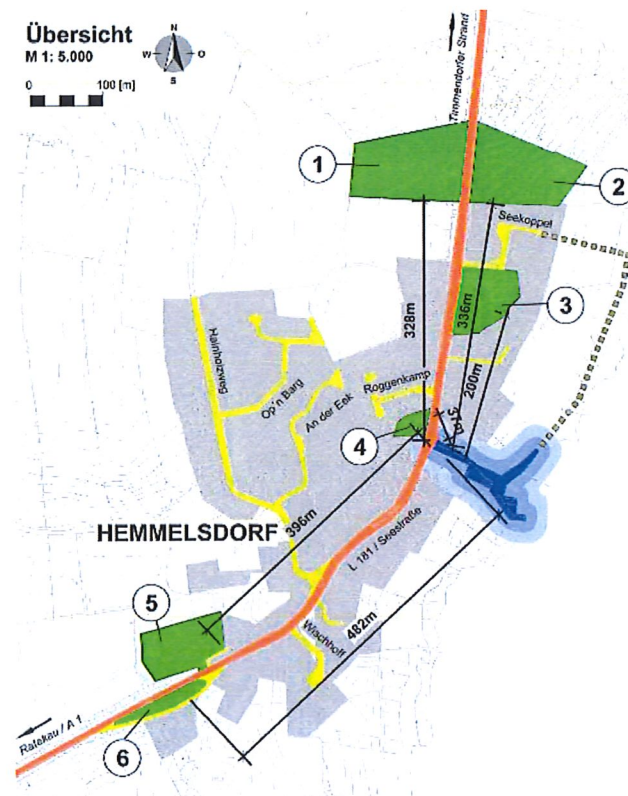 Übersicht
M 1: 5.000
N
W
O
S
0
100 [m]
Timmendorfer Strand
1
2
Seekoppel
3
336m
328m
200m
Hainholzweg
Op'n Barg
An der Eek
Roggenkamp
37m
4
HEMMELSDORF
396m
L 181 / Seestraße
482m
5
Wischhoff
Ratekau / A 1
6